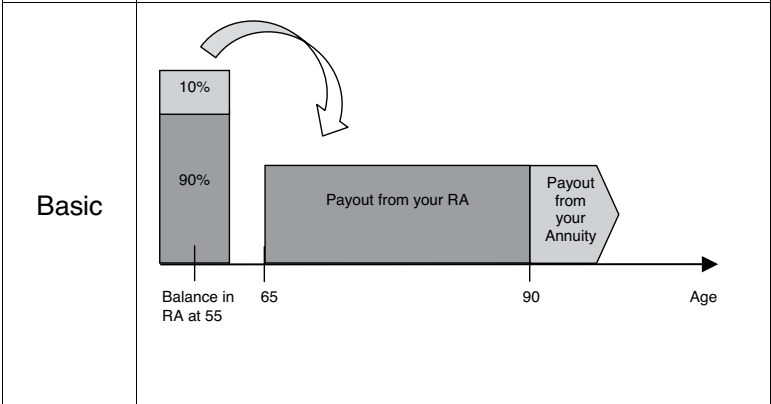 Basic
10%
90%
Payout from your RA
Payout
from
your
Annuity
Balance in
RA at 55
65
90
Age